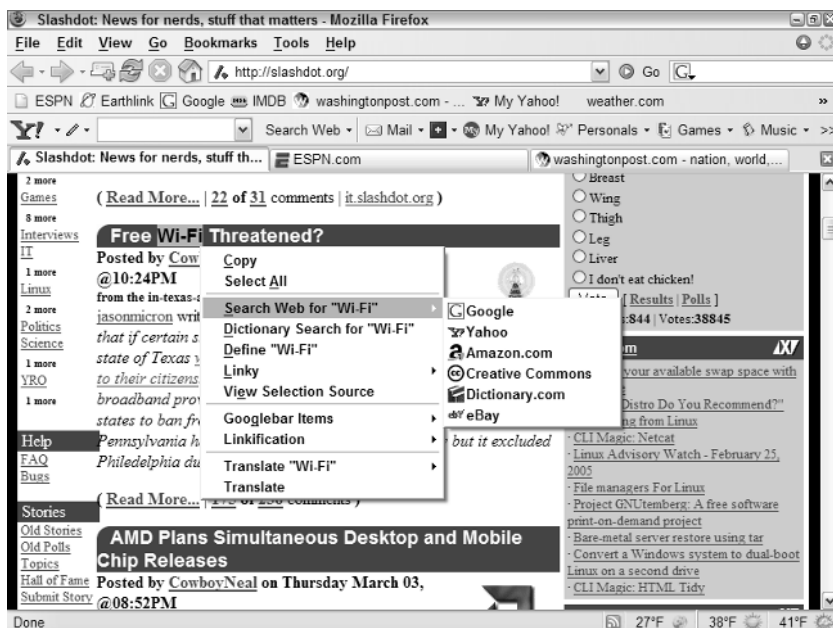 Slashdot: News for nerds, stuff that matters - Mozilla Firefox
File Edit View Go Bookmarks Tools Help
http://slashdot.org/
Go
ESPN Earthlink Google IMDB washingtonpost.com - ... My Yahoo! weather.com »
Y! Search Web Mail My Yahoo! Personals Games Music >>
Slashdot: News for nerds, stuff th... ESPN.com washingtonpost.com - nation, world,...
2 more
Games
8 more
Interviews
IT
1 more
Linux
2 more
Politics
Science
1 more
YRO
1 more
Help
FAQ
Bugs
Stories
Old Stories
Old Polls
Topics
Hall of Fame
Submit Story
( Read More... | 22 of 31 comments | it.slashdot.org )
Free Wi-Fi Threatened?
Posted by Cow
@10:24PM
from the in-texas-
jasonmicron writ
that if certain s
state of Texas
to their citizens
broadband prov
states to ban fr
Pennsylvania h but it excluded
Philedelphia du
( Read More... | 175 of 256 comments )
AMD Plans Simultaneous Desktop and Mobile
Chip Releases
Posted by CowboyNeal on Thursday March 03,
@08:52PM
Copy
Select All
Search Web for "Wi-Fi"
Dictionary Search for "Wi-Fi"
Define "Wi-Fi"
Linky
View Selection Source
Googlebar Items
Linkification
Translate "Wi-Fi"
Translate
Google
Yahoo
Amazon.com
Creative Commons
Dictionary.com
eBay
Breast
Wing
Thigh
Leg
Liver
I don't eat chicken!
Vote [ Results | Polls ]
:844 | Votes:38845
om
your available swap space with
Distro Do You Recommend?"
ng from Linux
· CLI Magic: Netcat
· Linux Advisory Watch - February 25,
2005
· File managers For Linux
· Project GNUtemberg: A free software
print-on-demand project
· Bare-metal server restore using tar
· Convert a Windows system to dual-boot
Linux on a second drive
· CLI Magic: HTML Tidy
Done 27°F 38°F 41°F